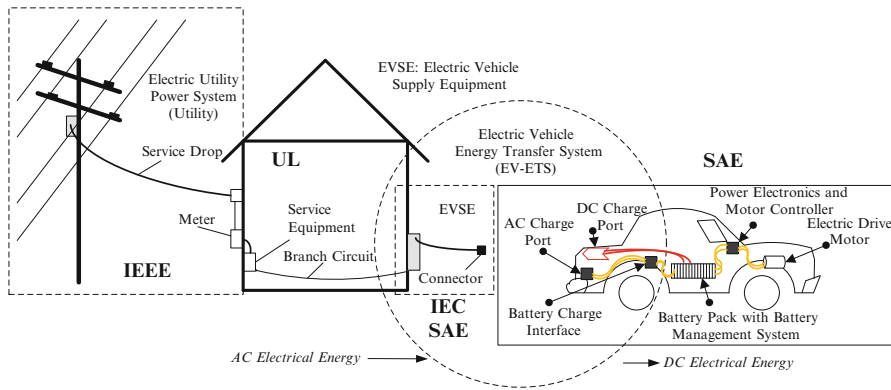 Electric Utility
Power System
(Utility)
Service Drop
Meter
IEEE
EVSE: Electric Vehicle
Supply Equipment
UL
Service
Equipment
Branch Circuit
Electric Vehicle
Energy Transfer System
(EV-ETS)
EVSE
Connector
IEC
SAE
SAE
AC Charge
Port
DC Charge
Port
Power Electronics and
Motor Controller
Electric Drive
Motor
Battery Charge
Interface
Battery Pack with Battery
Management System
AC Electrical Energy
DC Electrical Energy